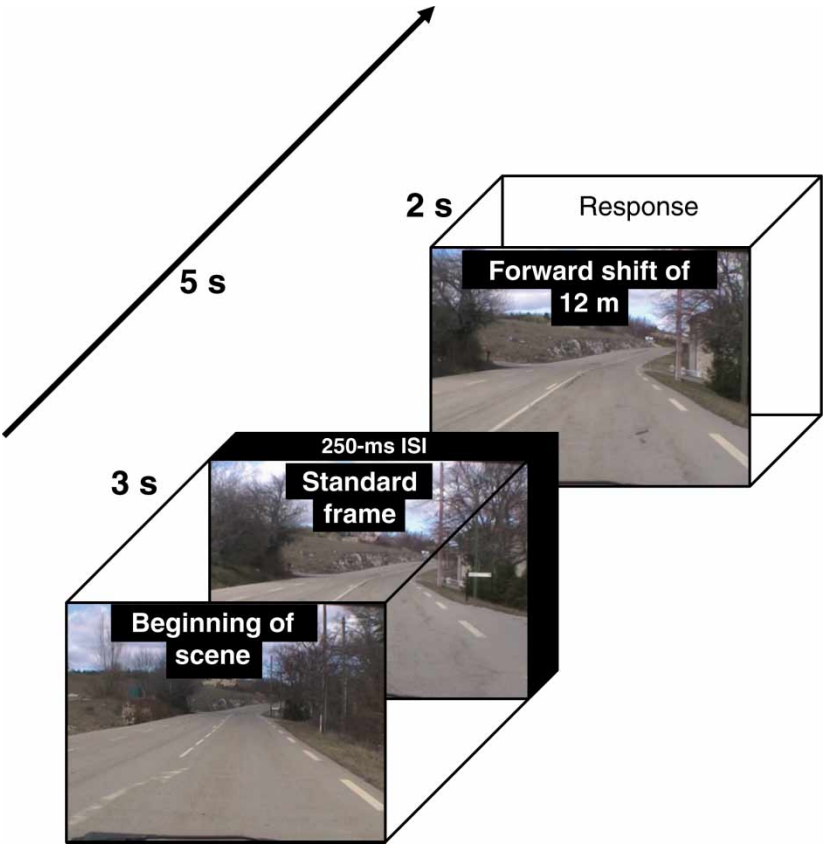 5 s
2 s
Response
Forward shift of
12 m
3 s
250-ms ISI
Standard
frame
Beginning of
scene